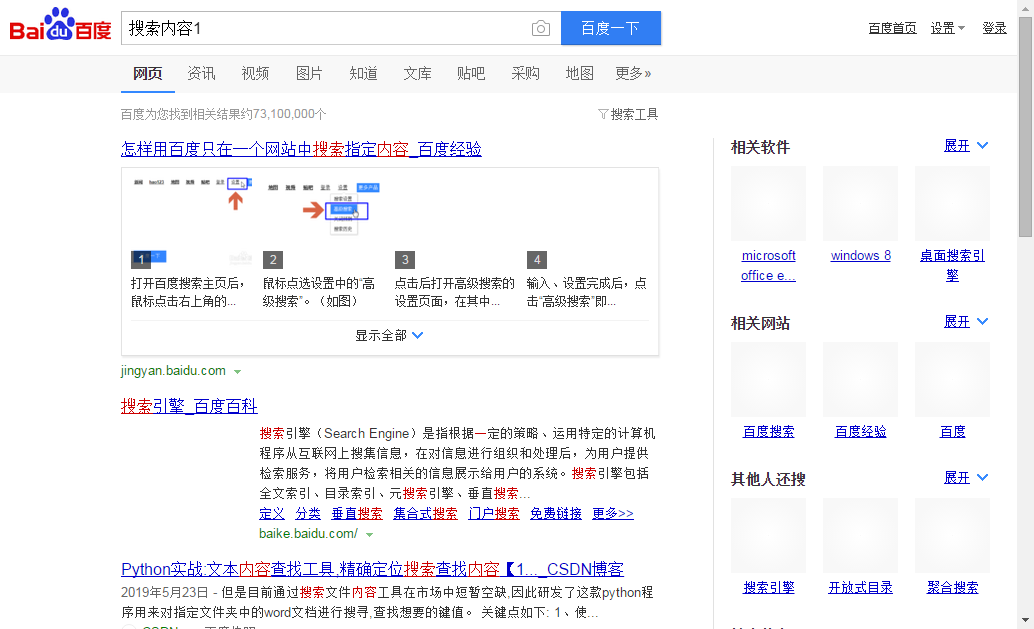 Bai du 百度
搜索内容1
百度一下
百度首页 设置 登录
网页 资讯 视频 图片 知道 文库 贴吧 采购 地图 更多»
百度为您找到相关结果约73,100,000个
搜索工具
怎样用百度只在一个网站中搜索指定内容_百度经验
1
2
3
4
打开百度搜索主页后，
鼠标点击右上角的...
鼠标点选设置中的“高
级搜索”。（如图）
点击后打开高级搜索的
设置页面，在其中...
输入、设置完成后，点
击“高级搜索”即...
显示全部
jingyan.baidu.com
搜索引擎_百度百科
搜索引擎（Search Engine）是指根据一定的策略、运用特定的计算机
程序从互联网上搜集信息，在对信息进行组织和处理后，为用户提供
检索服务，将用户检索相关的信息展示给用户的系统。搜索引擎包括
全文索引、目录索引、元搜索引擎、垂直搜索...
定义 分类 垂直搜索 集合式搜索 门户搜索 免费链接 更多>>
baike.baidu.com/
Python实战:文本内容查找工具,精确定位搜索查找内容【1..._CSDN博客
2019年5月23日 - 但是目前通过搜索文件内容工具在市场中短暂空缺,因此研发了这款python程
序用来对指定文件夹中的word文档进行搜寻,查找想要的键值。 关键点如下: 1、使...
相关软件 展开
microsoft
office e...
windows 8
桌面搜索引
擎
相关网站 展开
百度搜索 百度经验 百度
其他人还搜 展开
搜索引擎 开放式目录 聚合搜索